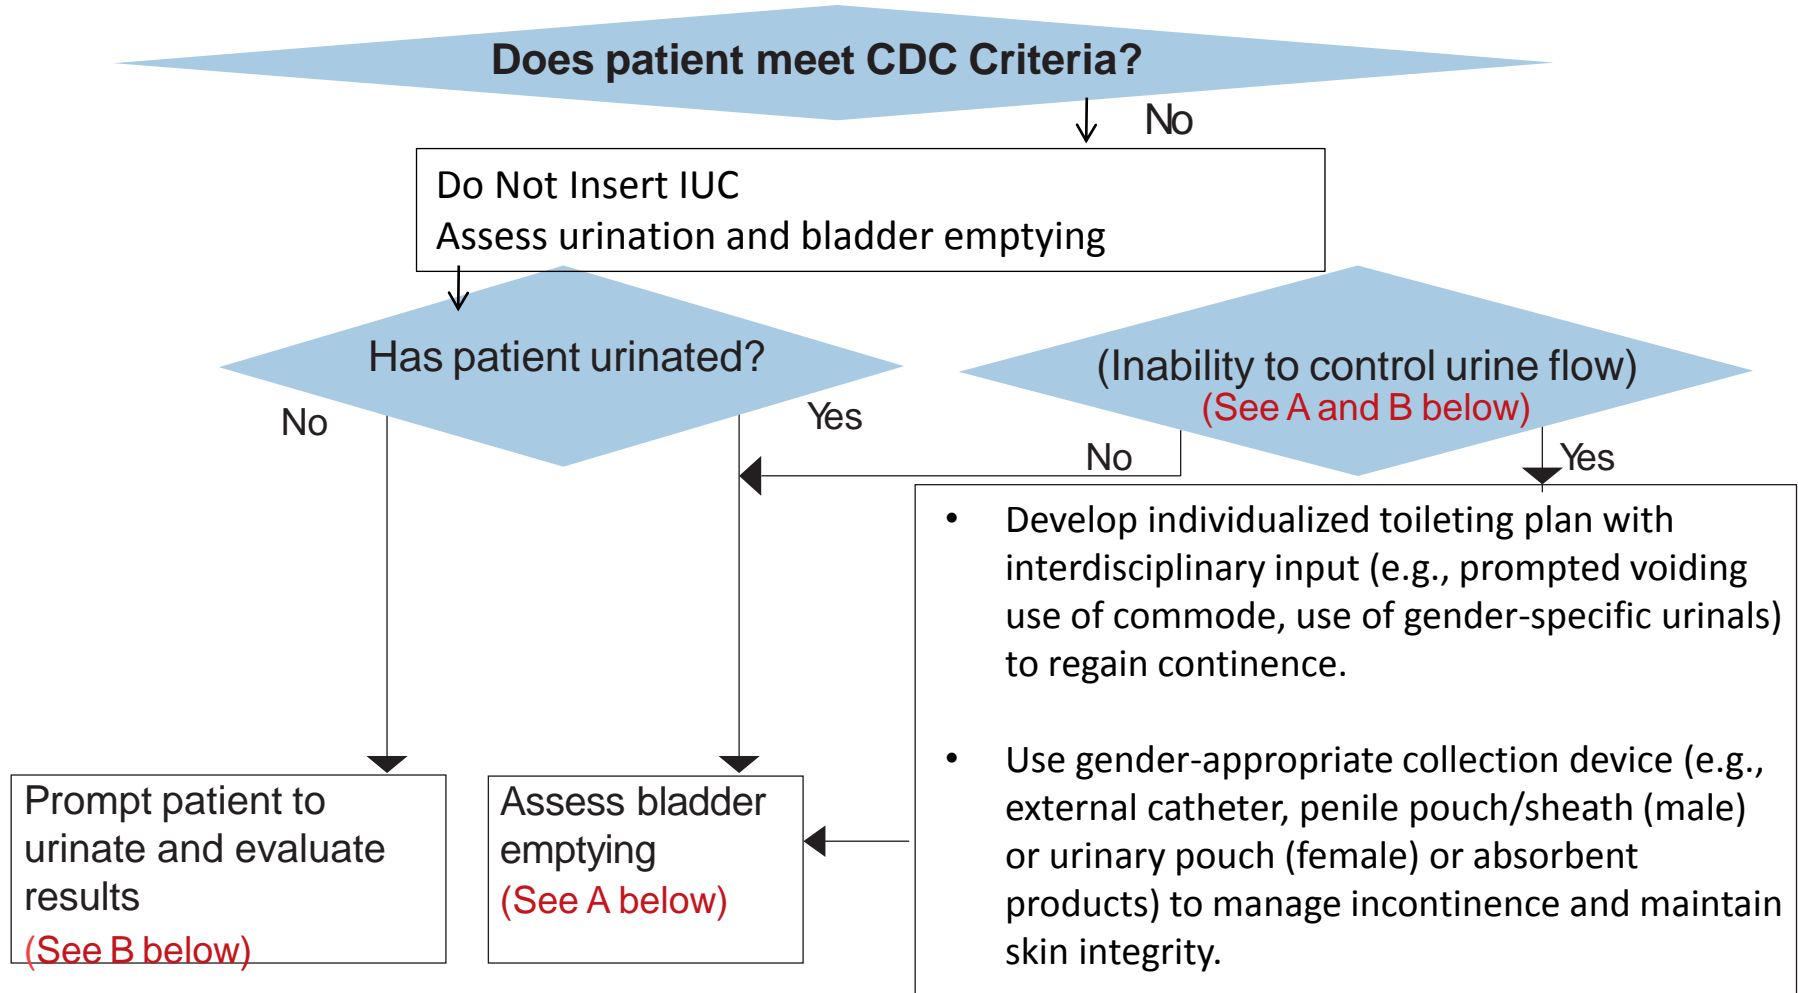 Does patient meet CDC Criteria?
No
Do Not Insert IUC
Assess urination and bladder emptying
Has patient urinated?
(Inability to control urine flow)
(See A and B below)
No
Yes
No
Yes
• Develop individualized toileting plan with
interdisciplinary input (e.g., prompted voiding
use of commode, use of gender-specific urinals)
to regain continence.
• Use gender-appropriate collection device (e.g.,
external catheter, penile pouch/sheath (male)
or urinary pouch (female) or absorbent
products) to manage incontinence and maintain
skin integrity.
Prompt patient to
urinate and evaluate
results
(See B below)
Assess bladder
emptying
(See A below)